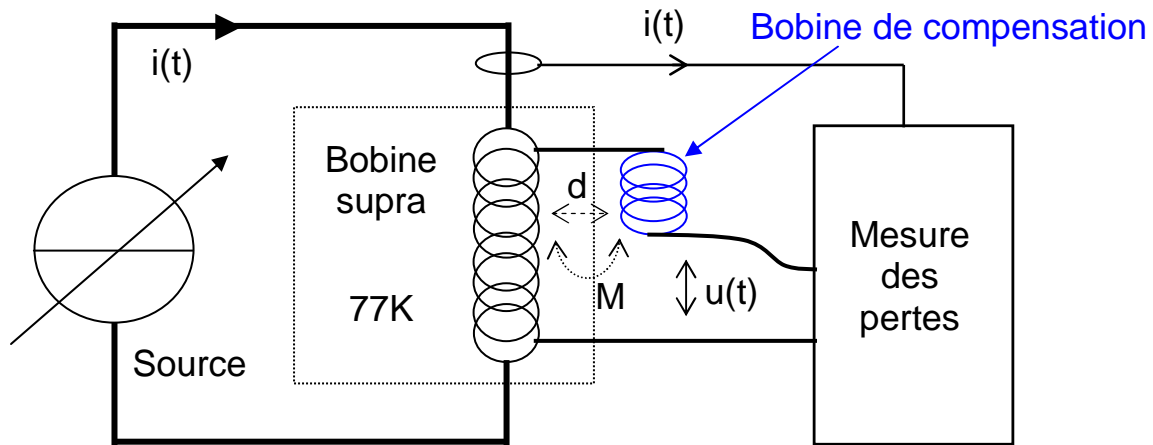 i(t)
i(t)
Bobine de compensation
Bobine
supra
d
M
u(t)
77K
Source
Mesure
des
pertes